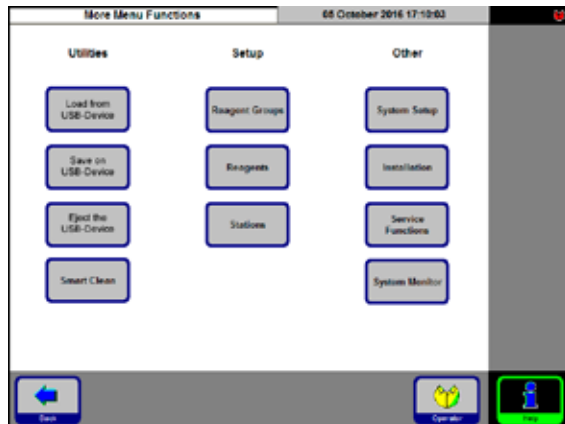 More Menu Functions
05 October 2016 17:10:03
Utilities
Setup
Other
Load from
USB-Device
Reagent Groups
System Setup
Save on
USB-Device
Reagents
Installation
Eject the
USB-Device
Stations
Service
Functions
Smart Clean
System Monitor
Back
Operator
Help